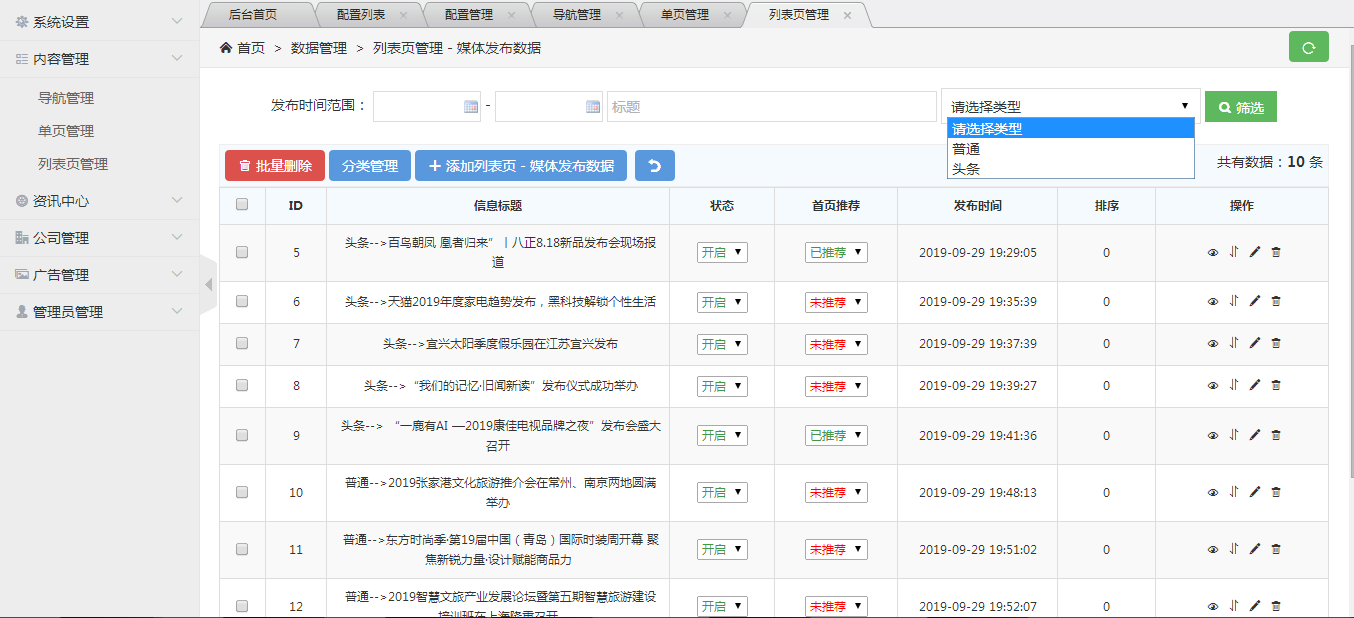 系统设置
内容管理
导航管理
单页管理
列表页管理
资讯中心
公司管理
广告管理
管理员管理
后台首页 配置列表 配置管理 导航管理 单页管理 列表页管理
首页 > 数据管理 > 列表页管理 - 媒体发布数据
发布时间范围： - 标题 请选择类型 筛选
请选择类型
普通
头条
批量删除 分类管理 添加列表页 - 媒体发布数据 共有数据：10 条
ID 信息标题 状态 首页推荐 发布时间 排序 操作
5 头条-->百鸟朝凤 凰者归来”丨八正8.18新品发布会现场报 开启 已推荐 2019-09-29 19:29:05 0
道
6 头条-->天猫2019年度家电趋势发布，黑科技解锁个性生活 开启 未推荐 2019-09-29 19:35:39 0
7 头条-->宜兴太阳季度假乐园在江苏宜兴发布 开启 未推荐 2019-09-29 19:37:39 0
8 头条-->“我们的记忆·旧闻新读”发布仪式成功举办 开启 未推荐 2019-09-29 19:39:27 0
9 头条--> “一鹿有AI —2019康佳电视品牌之夜”发布会盛大 开启 已推荐 2019-09-29 19:41:36 0
召开
10 普通-->2019张家港文化旅游推介会在常州、南京两地圆满 开启 未推荐 2019-09-29 19:48:13 0
举办
11 普通-->东方时尚季·第19届中国（青岛）国际时装周开幕 聚 开启 未推荐 2019-09-29 19:51:02 0
焦新锐力量·设计赋能商品力
12 普通-->2019智慧文旅产业发展论坛暨第五期智慧旅游建设 开启 未推荐 2019-09-29 19:52:07 0
培训班在上海隆重召开